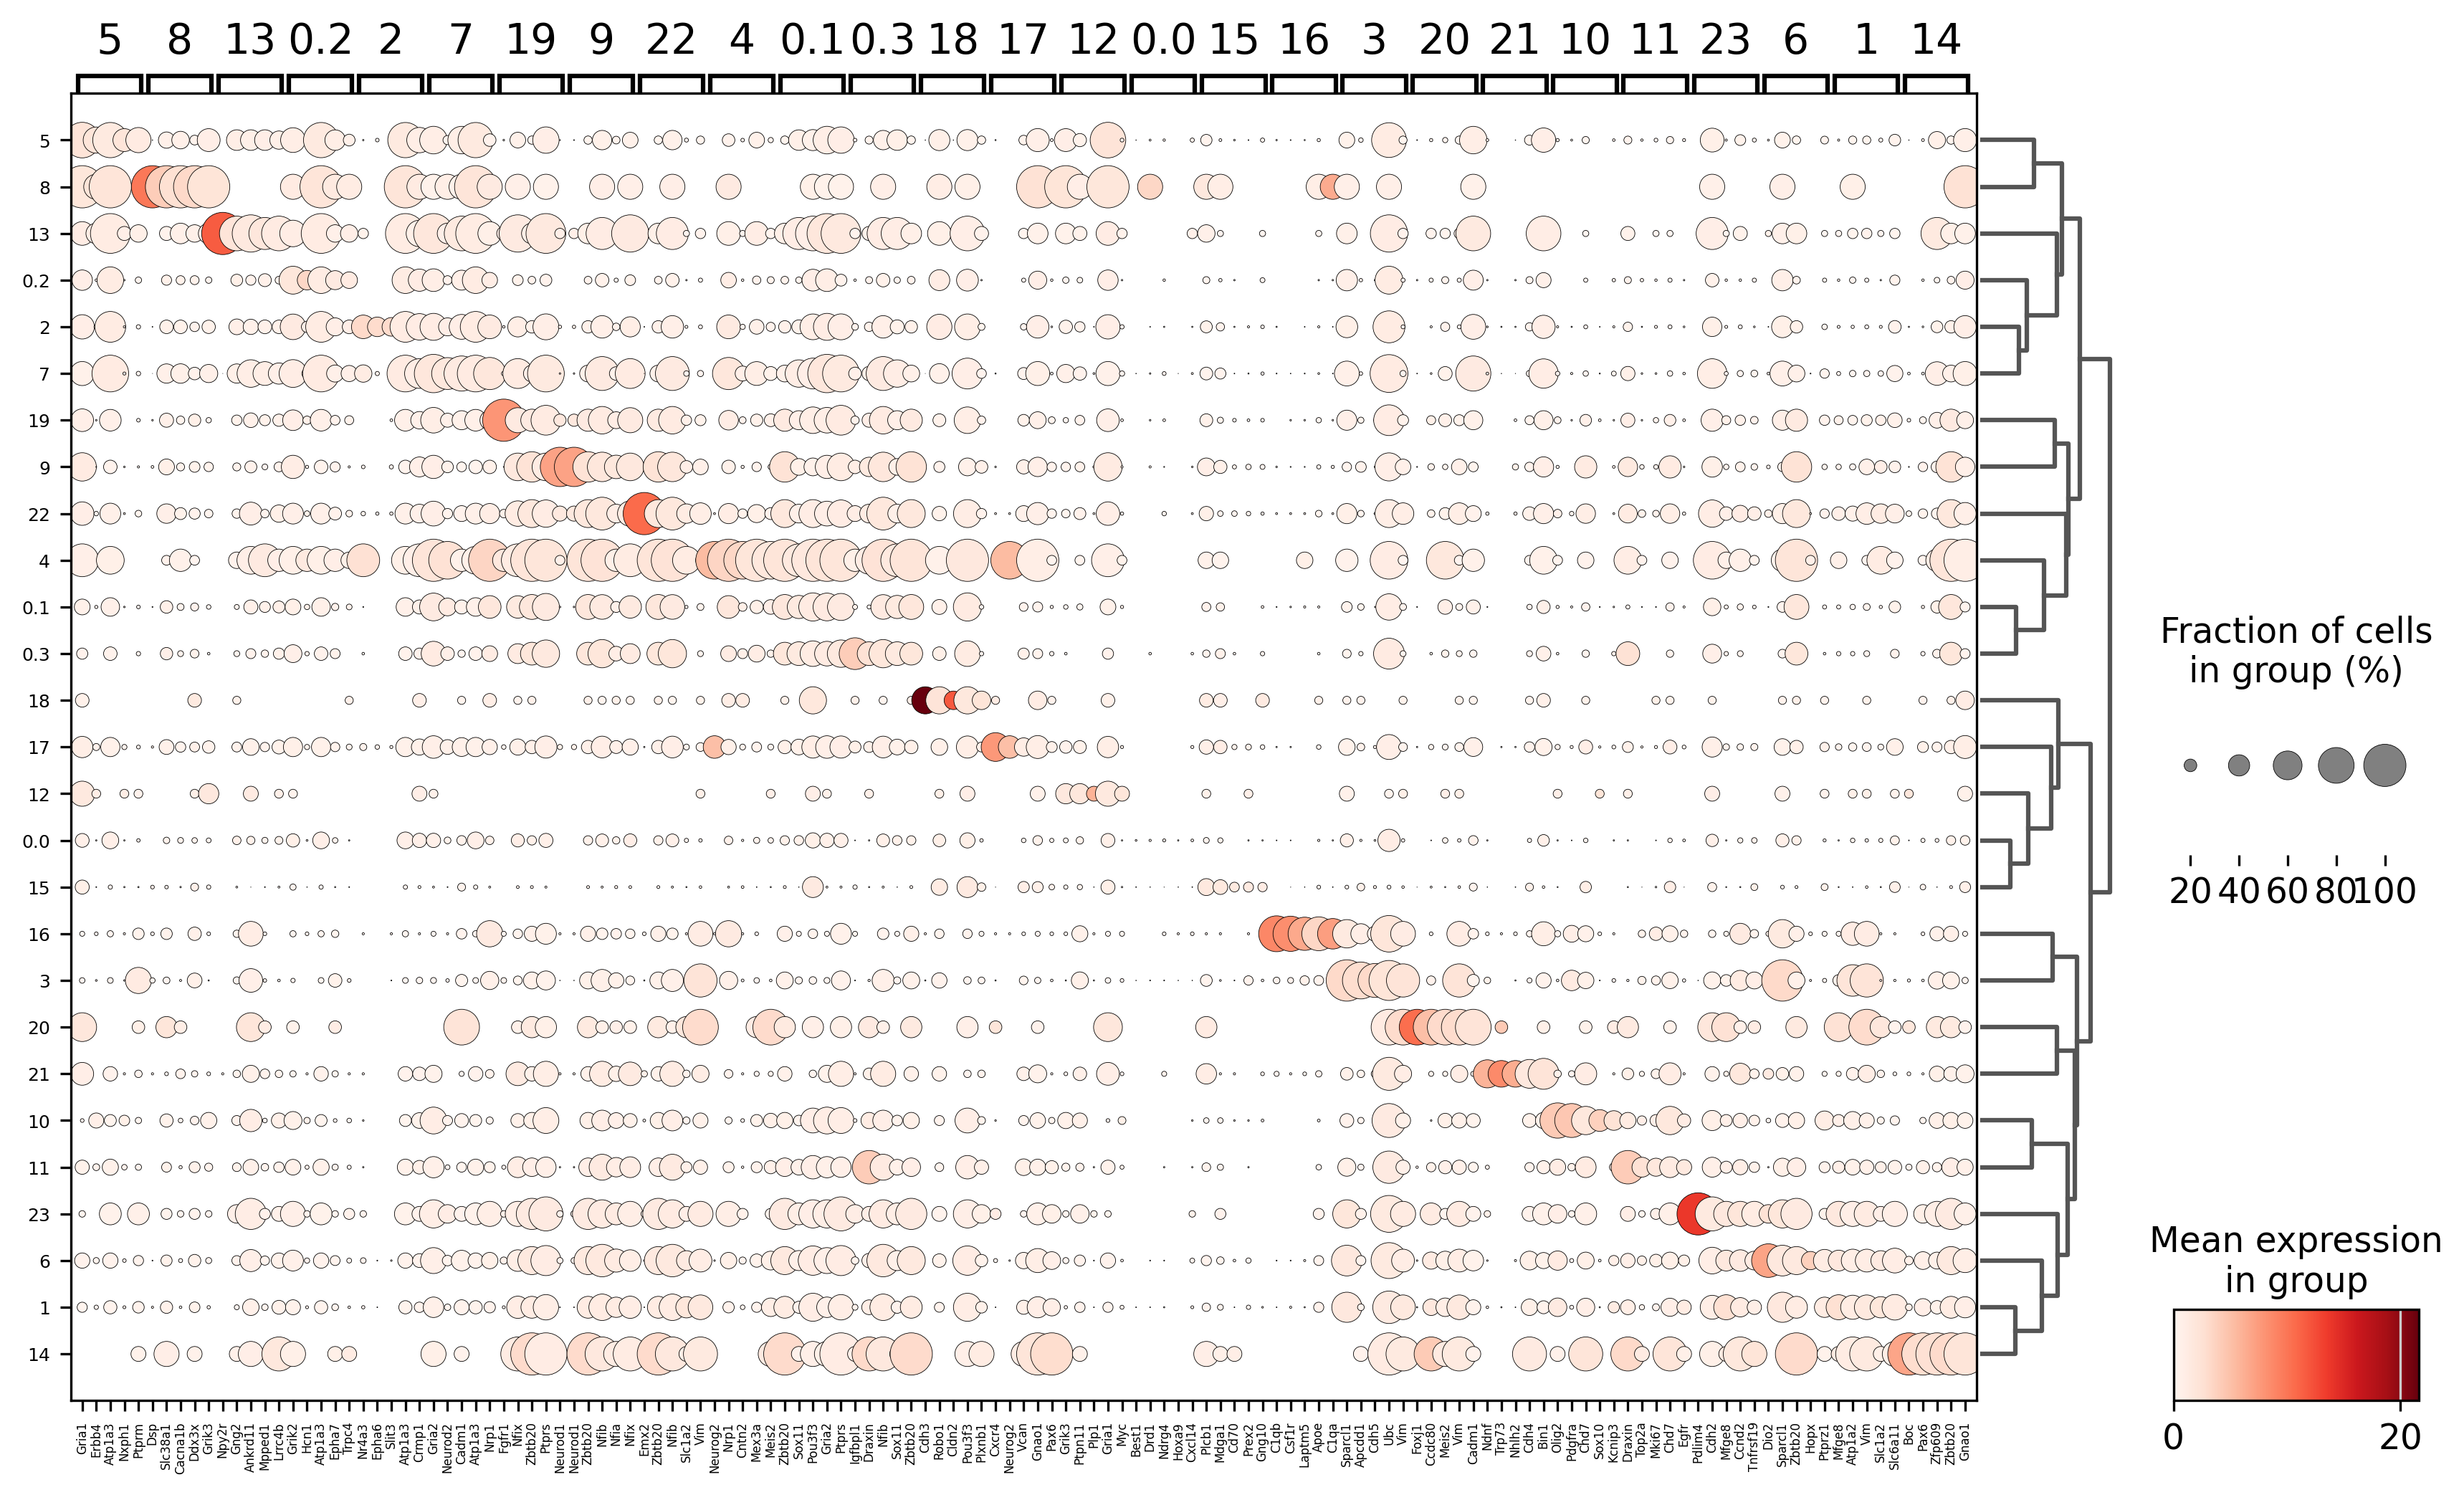 5 8 13 0.2 2 7 19 9 22 4 0.1 0.3 18 17 12 0.0 15 16 3 20 21 10 11 23 6 1 14
5
8
13
0.2
2
7
19
9
22
4
0.1
0.3
18
17
12
0.0
15
16
3
20
21
10
11
23
6
1
14
Gria1
Erbb4
Atp1a3
Nxph1
Ptprm
Dsp
Slc38a1
Cacna1b
Ddx3x
Grik3
Npy2r
Gng2
Ankrd11
Mpped1
Lrrc4b
Grik2
Hcn1
Atp1a3
Epha7
Trpc4
Nr4a3
Epha6
Slit3
Atp1a3
Crmp1
Gria2
Neurod2
Cadm1
Atp1a3
Nrp1
Fgfr1
Nfix
Zbtb20
Ptprs
Neurod1
Neurod1
Zbtb20
Nfib
Nfia
Nfix
Emx2
Zbtb20
Nfib
Slc1a2
Vim
Neurog2
Nrp1
Cntn2
Mex3a
Meis2
Zbtb20
Sox11
Pou3f3
Gria2
Ptprs
Igfbpl1
Draxin
Nfib
Sox11
Zbtb20
Cdh3
Robo1
Cldn2
Pou3f3
Plxnb1
Cxcr4
Neurog2
Vcan
Gnao1
Pax6
Grik3
Ptpn11
Plp1
Gria1
Myc
Best1
Drd1
Ndrg4
Hoxa9
Cxcl14
Plcb1
Mdga1
Cd70
Prex2
Gng10
C1qb
Csf1r
Laptm5
Apoe
C1qa
Sparcl1
Apcdd1
Cdh5
Ubc
Vim
Foxj1
Ccdc80
Meis2
Vim
Cadm1
Ndnf
Trp73
Nhlh2
Cdh4
Bin1
Olig2
Pdgfra
Chd7
Sox10
Kcnip3
Draxin
Top2a
Mki67
Chd7
Egfr
Pdlim4
Cdh2
Mfge8
Ccnd2
Tnfrsf19
Dio2
Sparcl1
Zbtb20
Hopx
Ptprz1
Mfge8
Atp1a2
Vim
Slc1a2
Slc6a11
Boc
Pax6
Zfp609
Zbtb20
Gnao1
Fraction of cells
in group (%)
20 40 60 80 100
Mean expression
in group
0 20